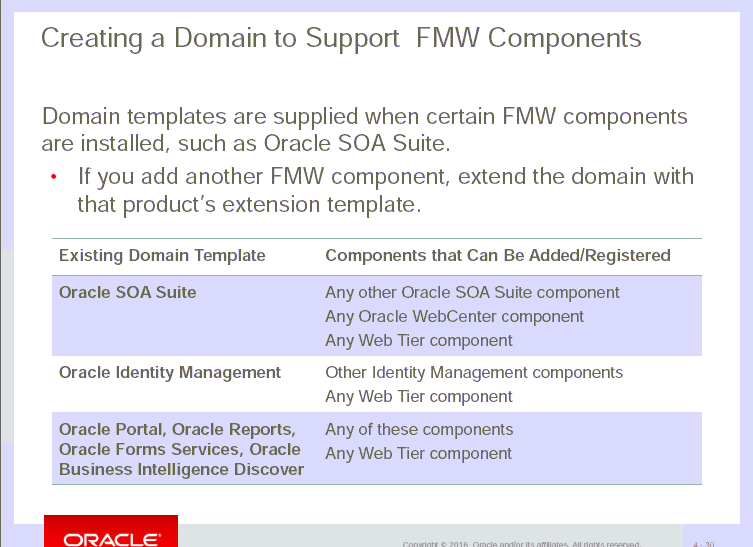 Creating a Domain to Support  FMW Components
Domain templates are supplied when certain FMW components
are installed, such as Oracle SOA Suite.
• If you add another FMW component, extend the domain with
that product's extension template.
Existing Domain Template Components that Can Be Added/Registered
Oracle SOA Suite Any other Oracle SOA Suite component
Any Oracle WebCenter component
Any Web Tier component
Oracle Identity Management Other Identity Management components
Any Web Tier component
Oracle Portal, Oracle Reports, Any of these components
Oracle Forms Services, Oracle Any Web Tier component
Business Intelligence Discover
ORACLE
Copyright © 2016, Oracle and/or its affiliates. All rights reserved. 4 - 30